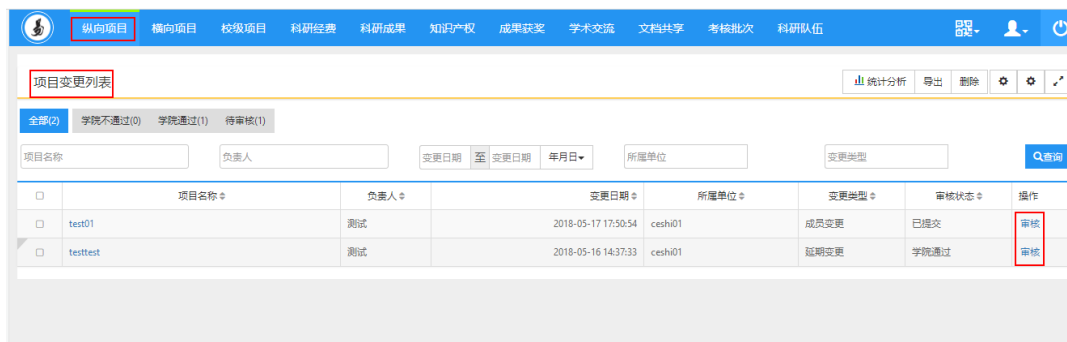 纵向项目 横向项目 校级项目 科研经费 科研成果 知识产权 成果获奖 学术交流 文档共享 考核批次 科研队伍
项目变更列表 统计分析 导出 删除
全部(2) 学院不通过(0) 学院通过(1) 待审核(1)
项目名称 负责人 变更日期 至 变更日期 年月日 所属单位 变更类型 查询
项目名称 负责人 变更日期 所属单位 变更类型 审核状态 操作
test01 测试 2018-05-17 17:50:54 ceshi01 成员变更 已提交 审核
testtest 测试 2018-05-16 14:37:33 ceshi01 延期变更 学院通过 审核